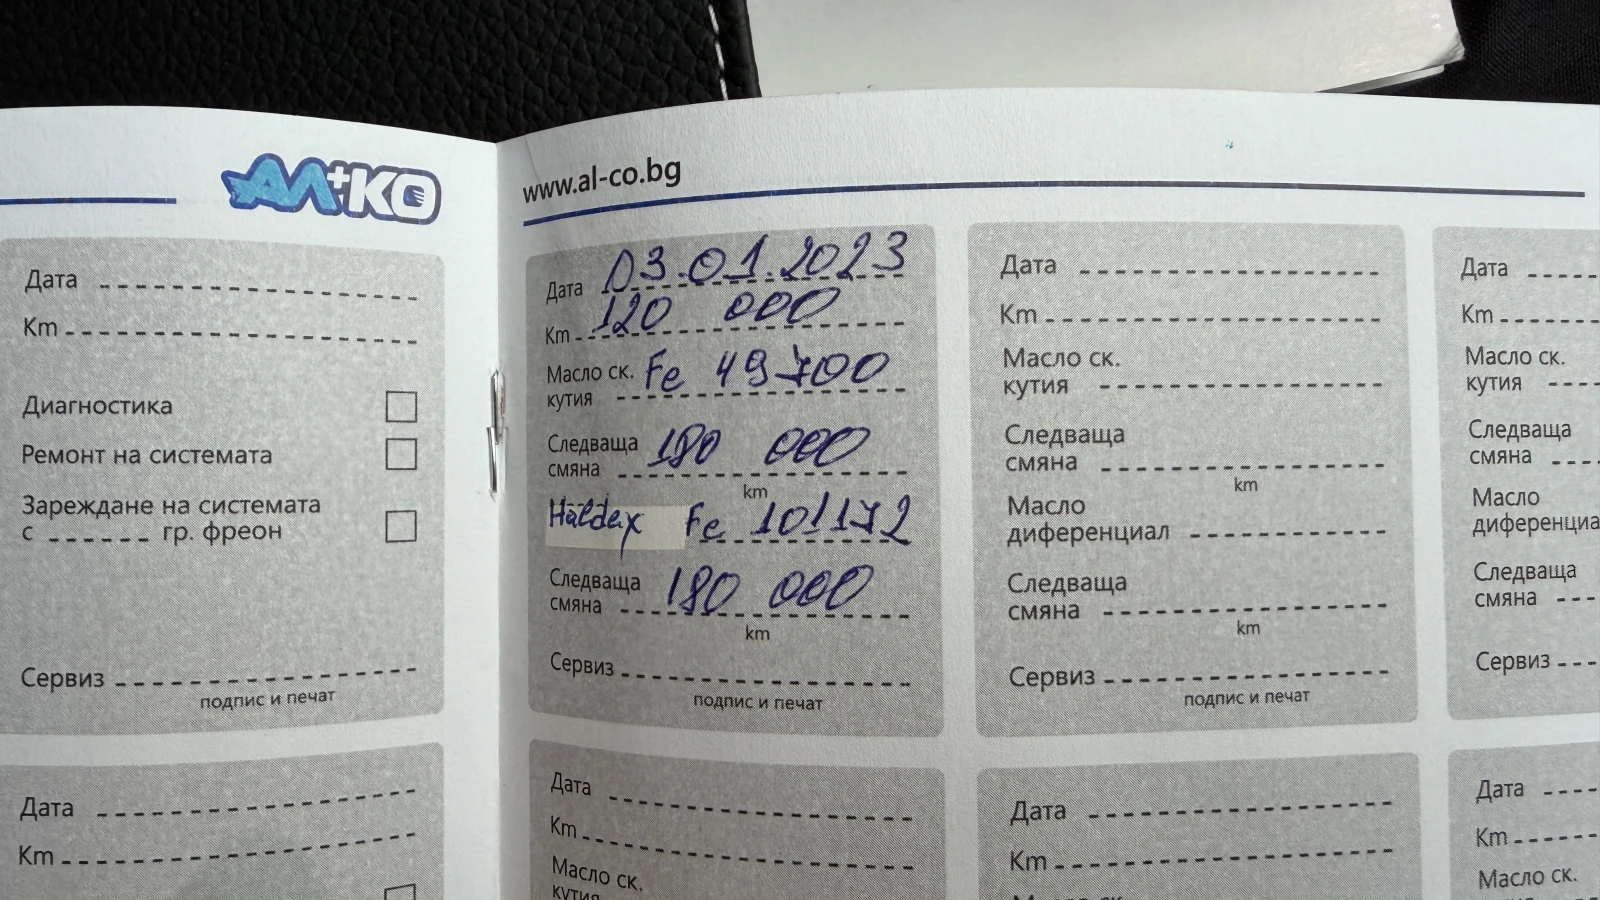 АЛ+КО
Дата
Km
Диагностика
Ремонт на системата
Зареждане на системата
с ______ гр. фреон
Сервиз
подпис и печат
Дата
Km
www.al-co.bg
Дата 03.01.2023
Km 120 000
Масло ск. Fe 49700
кутия
Следваща 180 000
смяна
km
Haldex Fe 101172
Следваща 180 000
смяна
km
Сервиз
подпис и печат
Дата
Km
Масло ск.
кутия
Дата
Km
Масло ск.
кутия
Следваща
смяна
km
Масло
диференциал
Следваща
смяна
km
Сервиз
подпис и печат
Дата
Km
Дата
Km
Масло ск.
кутия
Следваща
смяна
Масло
диференциа
Следваща
смяна
Сервиз
Дата
Km
Масло ск.